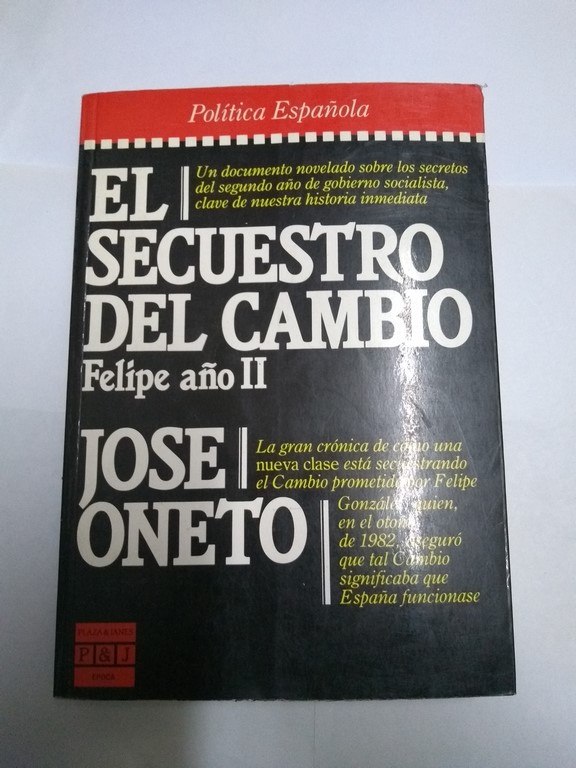 Política Española
EL
Un documento novelado sobre los secretos
del segundo año de gobierno socialista,
clave de nuestra historia inmediata
SECUESTRO
DEL CAMBIO
Felipe año II
JOSE
ONETO
La gran crónica de cómo una
nueva clase está secuestrando
el Cambio prometido por Felipe
González, quien,
en el otoño
de 1982, aseguró
que tal Cambio
significaba que
España funcionase
PLAZA & JANES
P & J
EPOCA